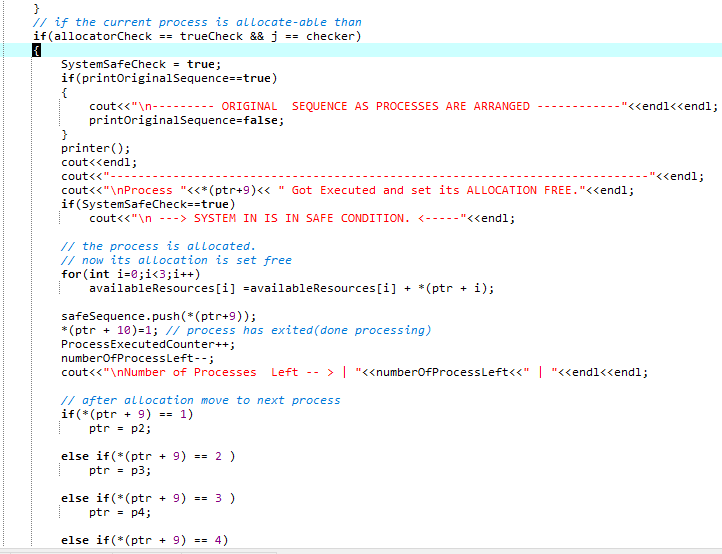 }
// if the current process is allocate-able than
if(allocatorCheck == trueCheck && j == checker)
{
SystemSafeCheck = true;
if(printOriginalSequence==true)
{
cout<<"\n--------- ORIGINAL  SEQUENCE AS PROCESSES ARE ARRANGED ------------"<<endl<<endl;
printOriginalSequence=false;
}
printer();
cout<<endl;
cout<<"-----------------------------------------------------------------------------"<<endl;
cout<<"\nProcess "<<*(ptr+9)<< " Got Executed and set its ALLOCATION FREE."<<endl;
if(SystemSafeCheck==true)
cout<<"\n ---> SYSTEM IN IS IN SAFE CONDITION. <-----"<<endl;
// the process is allocated.
// now its allocation is set free
for(int i=0;i<3;i++)
availableResources[i] =availableResources[i] + *(ptr + i);
safeSequence.push(*(ptr+9));
*(ptr + 10)=1; // process has exited(done processing)
ProcessExecutedCounter++;
numberOfProcessLeft--;
cout<<"\nNumber of Processes  Left -- > | "<<numberOfProcessLeft<<" | "<<endl<<endl;
// after allocation move to next process
if(*(ptr + 9) == 1)
ptr = p2;
else if(*(ptr + 9) == 2 )
ptr = p3;
else if(*(ptr + 9) == 3 )
ptr = p4;
else if(*(ptr + 9) == 4)